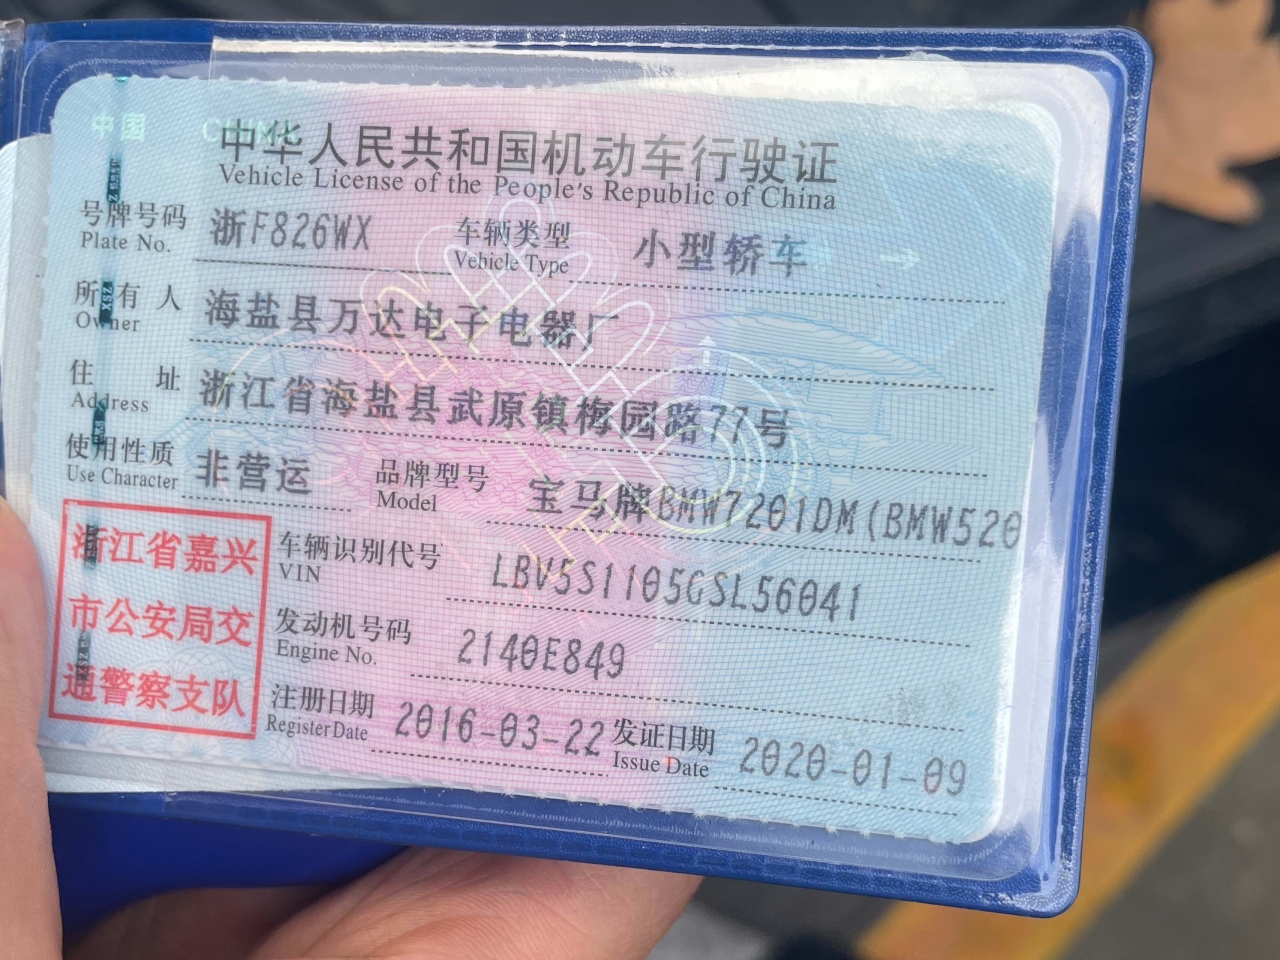 中国 CHINA
中华人民共和国机动车行驶证
Vehicle License of the People's Republic of China
号牌号码 浙F826WX 车辆类型 小型轿车
Plate No. Vehicle Type
所有人 海盐县万达电子电器厂
Owner
住址 浙江省海盐县武原镇梅园路77号
Address
使用性质 非营运 品牌型号 宝马牌BMW7201DM(BMW520
Use Character Model
浙江省嘉兴
市公安局交
通警察支队
车辆识别代号 LBV5S1105GSL56041
VIN
发动机号码 2140E849
Engine No.
注册日期 2016-03-22 发证日期 2020-01-09
Register Date Issue Date